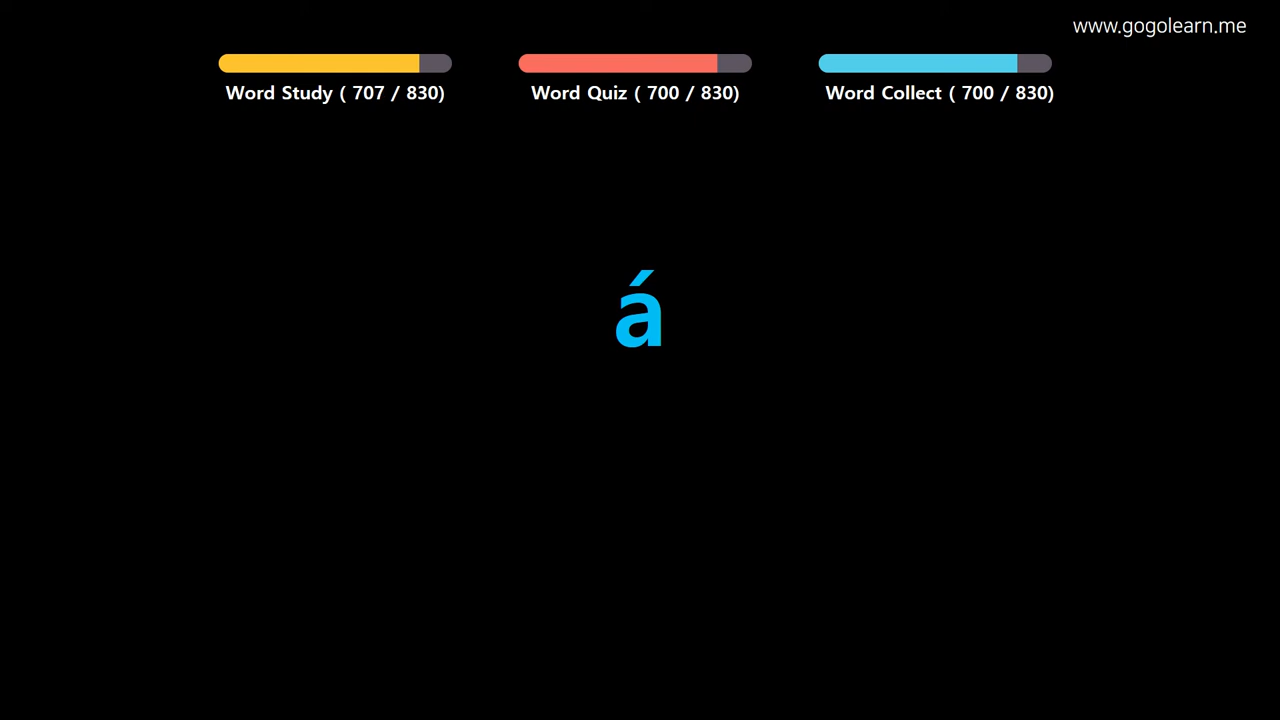 www.gogolearn.me
Word Study ( 707 / 830)
Word Quiz ( 700 / 830)
Word Collect ( 700 / 830)
á